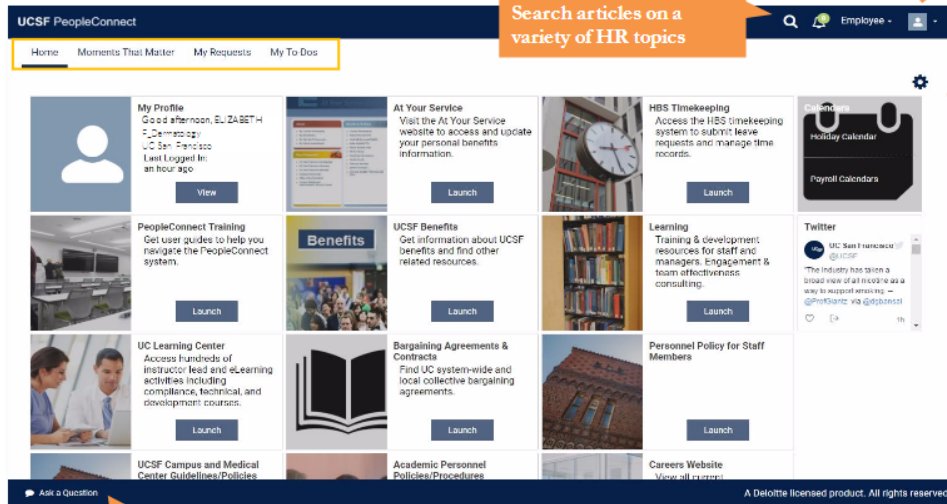 UCSF PeopleConnect
Search articles on a
variety of HR topics
Employee
Home Moments That Matter My Requests My To Dos
My Profile
Good afternoon, ELIZABETH
F_Dermatology
UC San Francisco
Last Logged In:
an hour ago
View
At Your Service
Visit the At Your Service
website to access and update
your personal benefits
information.
Launch
HBS Timekeeping
Access the HBS timekeeping
system to submit leave
requests and manage time
records.
Launch
Calendars
Holiday Calendar
Payroll Calendars
PeopleConnect Training
Get user guides to help you
navigate the PeopleConnect
system.
Launch
Benefits
UCSF Benefits
Get information about UCSF
benefits and find other
related resources.
Launch
Learning
Training & development
resources for staff and
managers. Engagement &
team effectiveness
consulting.
Launch
Twitter
UC San Francisco
@UCSF
"The industry has taken a
broad view of all nicotine as a
way to support smoking. –
@ProfGlantz via @dgbansal
1h
UC Learning Center
Access hundreds of
instructor lead and eLearning
activities including
compliance, technical, and
development courses.
Launch
Bargaining Agreements &
Contracts
Find UC system-wide and
local collective bargaining
agreements.
Launch
Personnel Policy for Staff
Members
Launch
UCSF Campus and Medical
Center Guidelines/Policies
Academic Personnel
Policies/Procedures
Careers Website
View all current
Ask a Question
A Deloitte licensed product. All rights reserved